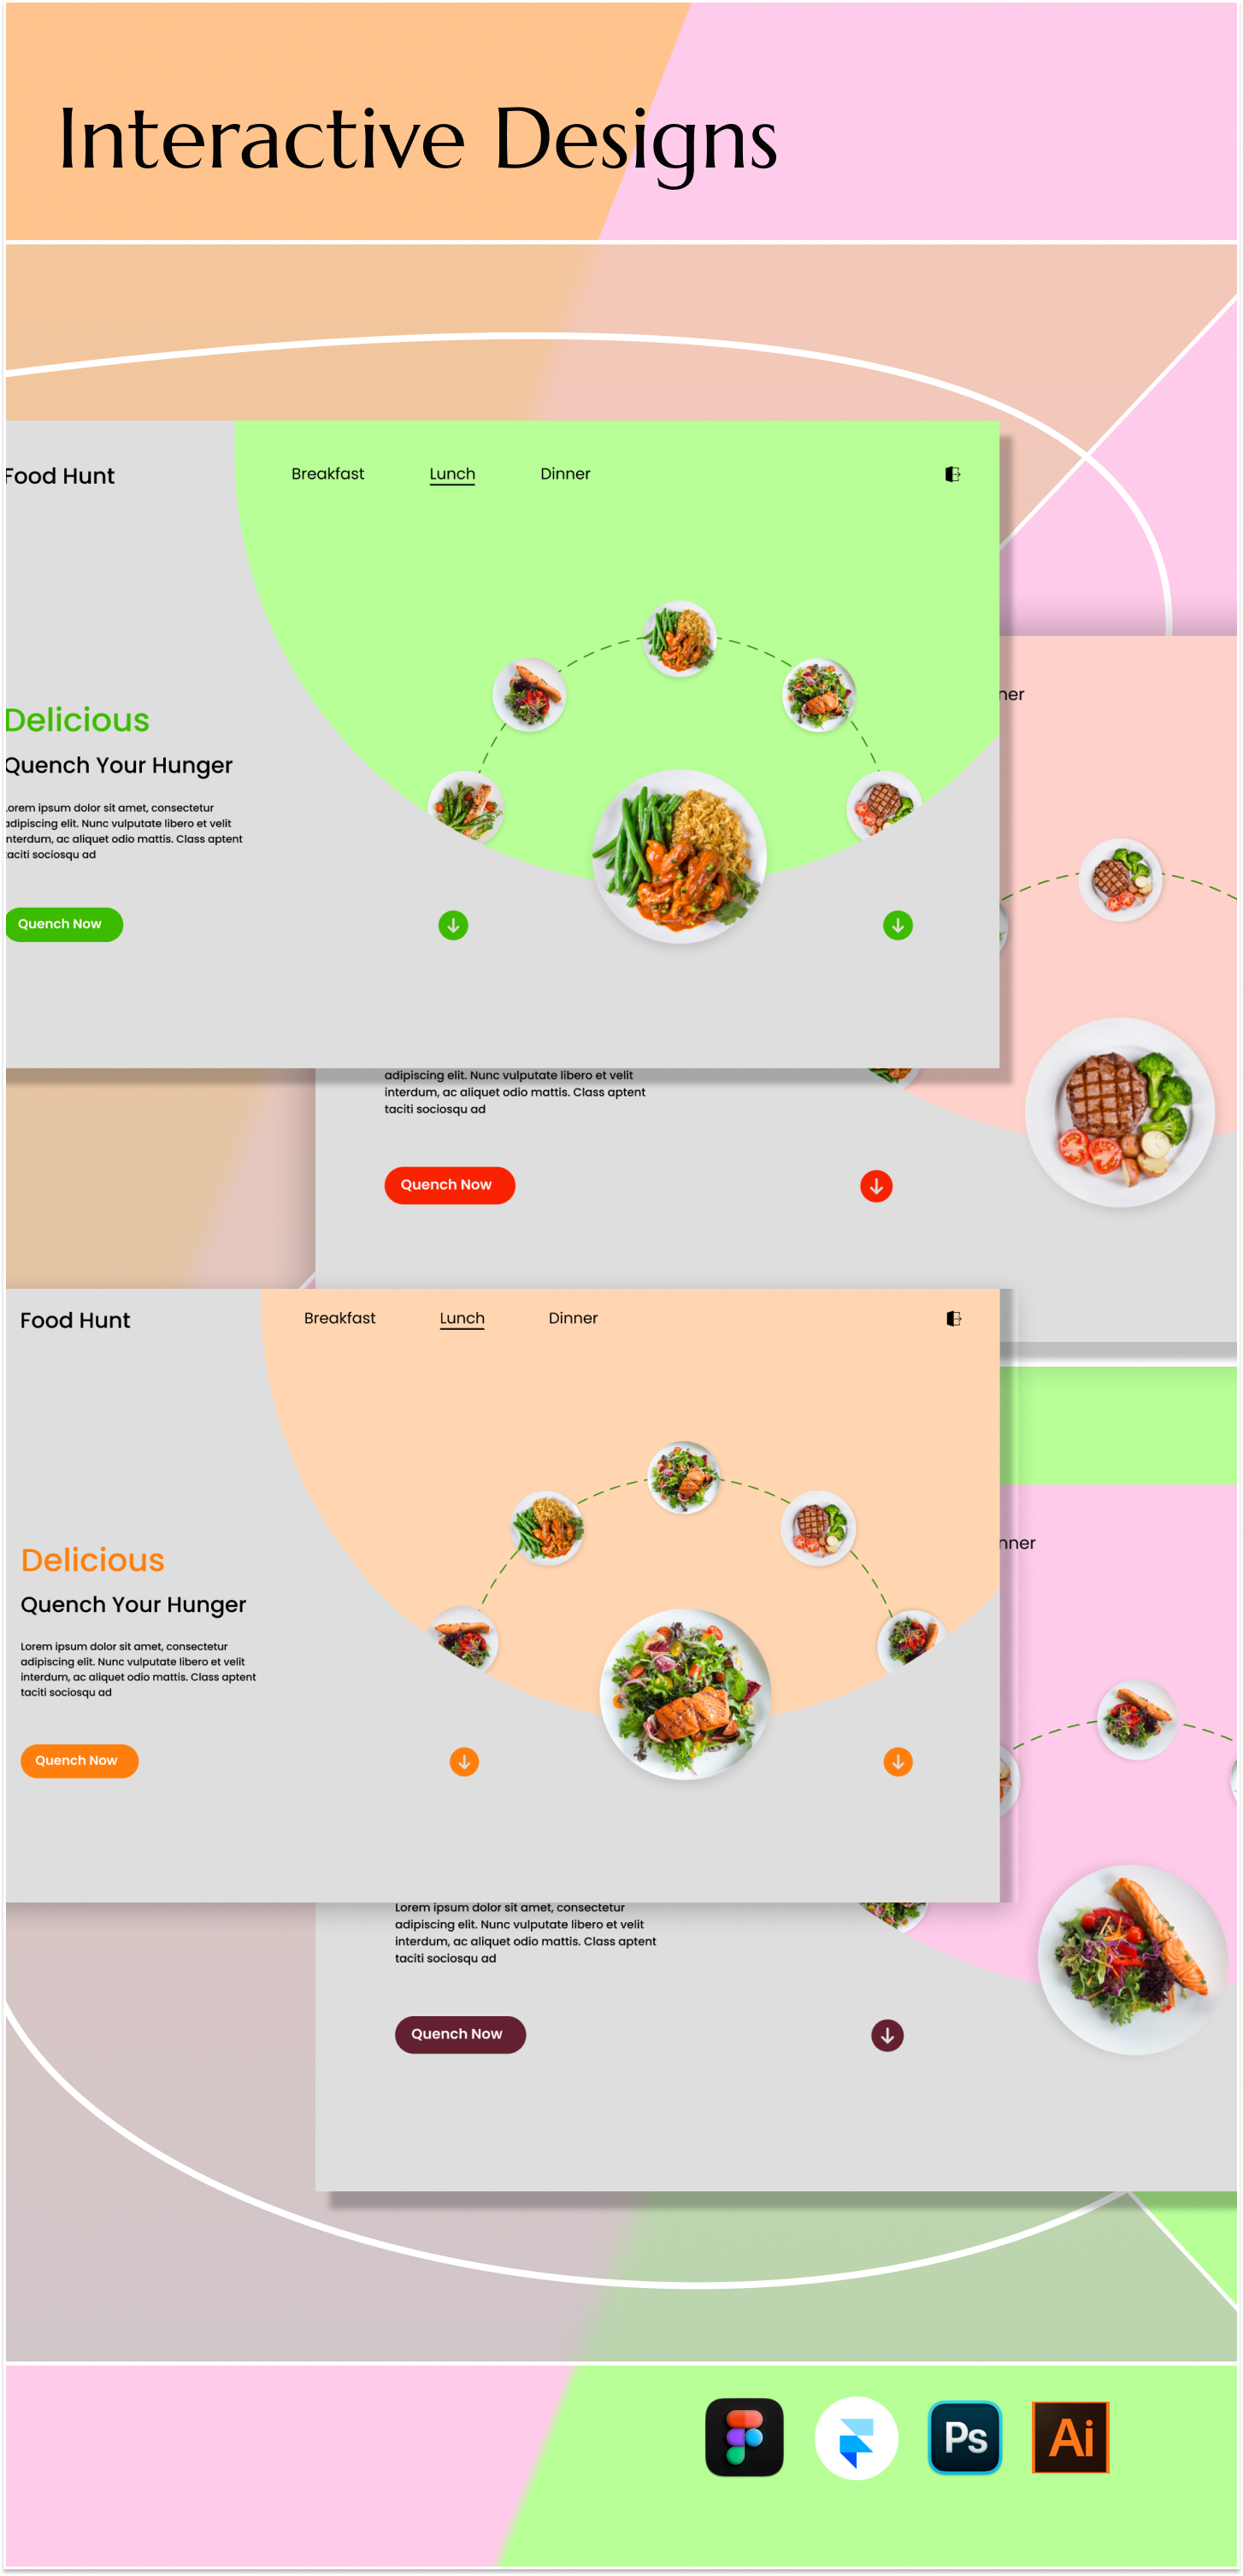 Interactive Designs
Food Hunt
Breakfast Lunch Dinner
ner
Delicious
Quench Your Hunger
Lorem ipsum dolor sit amet, consectetur
adipiscing elit. Nunc vulputate libero et velit
interdum, ac aliquet odio mattis. Class aptent
taciti sociosqu ad
Quench Now
adipiscing elit. Nunc vulputate libero et velit
interdum, ac aliquet odio mattis. Class aptent
taciti sociosqu ad
Quench Now
Food Hunt
Breakfast Lunch Dinner
nner
Delicious
Quench Your Hunger
Lorem ipsum dolor sit amet, consectetur
adipiscing elit. Nunc vulputate libero et velit
interdum, ac aliquet odio mattis. Class aptent
taciti sociosqu ad
Quench Now
Lorem ipsum dolor sit amet, consectetur
adipiscing elit. Nunc vulputate libero et velit
interdum, ac aliquet odio mattis. Class aptent
taciti sociosqu ad
Quench Now
Ps Ai